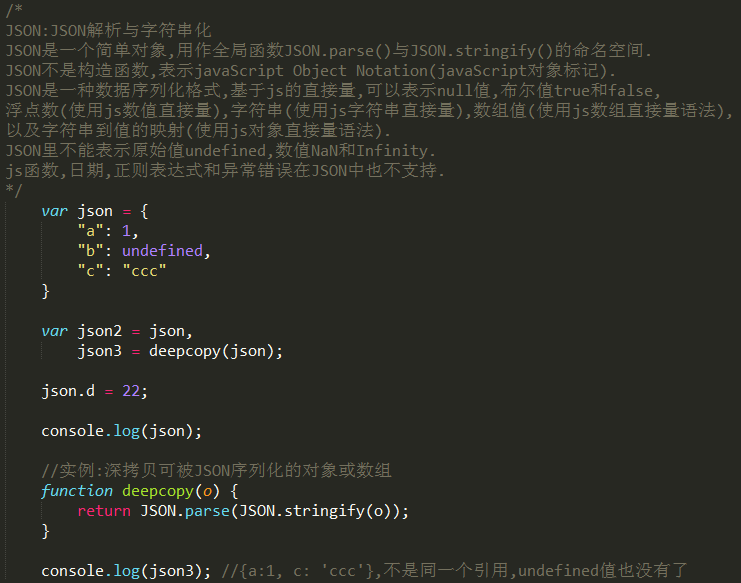 /*
JSON:JSON解析与字符串化
JSON是一个简单对象,用作全局函数JSON.parse()与JSON.stringify()的命名空间.
JSON不是构造函数,表示javaScript Object Notation(javaScript对象标记).
JSON是一种数据序列化格式,基于js的直接量,可以表示null值,布尔值true和false,
浮点数(使用js数值直接量),字符串(使用js字符串直接量),数组值(使用js数组直接量语法),
以及字符串到值的映射(使用js对象直接量语法).
JSON里不能表示原始值undefined,数值NaN和Infinity.
js函数,日期,正则表达式和异常错误在JSON中也不支持.
*/
var json = {
"a": 1,
"b": undefined,
"c": "ccc"
}
var json2 = json,
json3 = deepcopy(json);
json.d = 22;
console.log(json);
//实例:深拷贝可被JSON序列化的对象或数组
function deepcopy(o) {
return JSON.parse(JSON.stringify(o));
}
console.log(json3); //{a:1, c: 'ccc'},不是同一个引用,undefined值也没有了